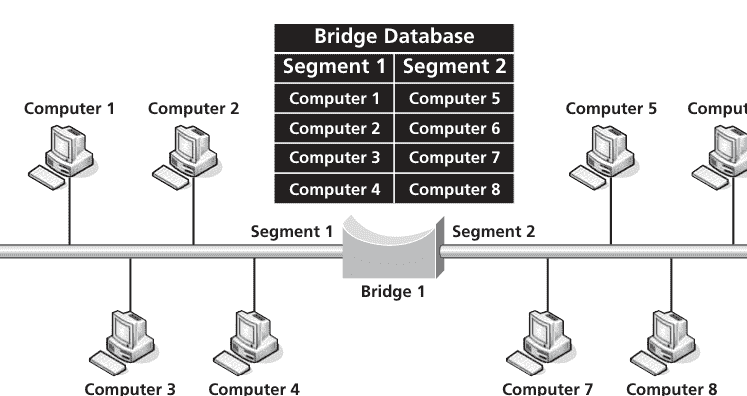 Bridge Database
Segment 1 Segment 2
Computer 1 Computer 5
Computer 2 Computer 6
Computer 3 Computer 7
Computer 4 Computer 8
Computer 1 Computer 2 Computer 5
Segment 1 Segment 2
Bridge 1
Computer 3 Computer 4 Computer 7 Computer 8